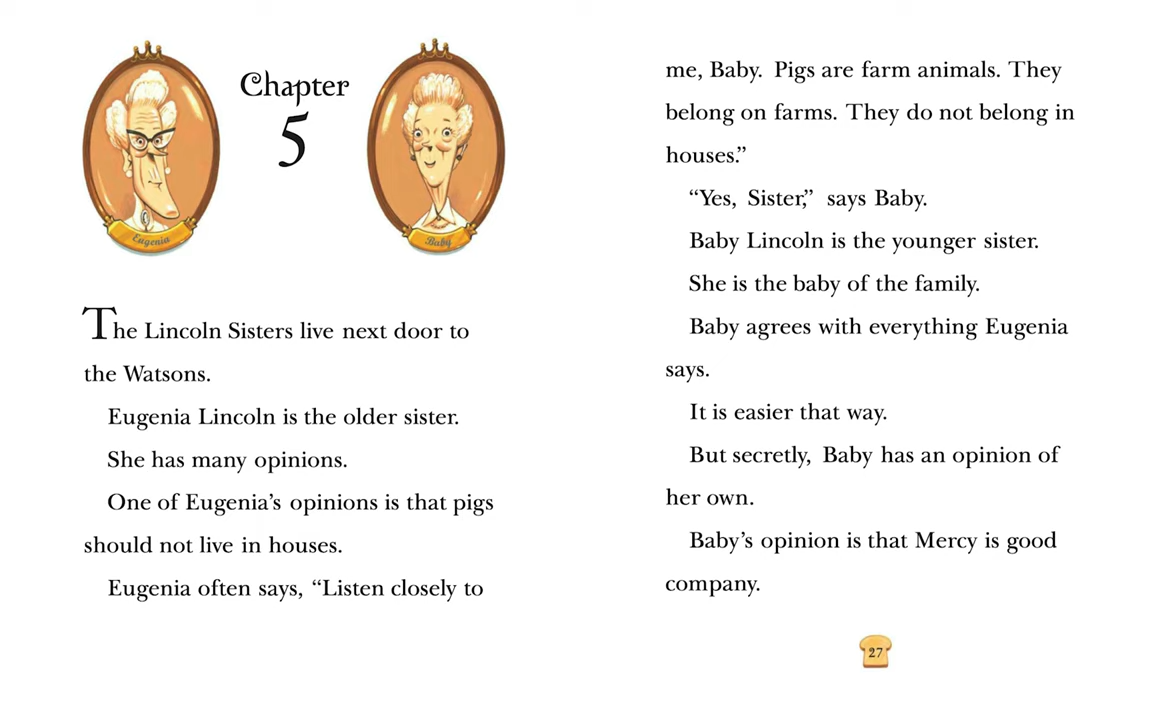 Chapter
5
Eugenia
Baby
The Lincoln Sisters live next door to
the Watsons.
Eugenia Lincoln is the older sister.
She has many opinions.
One of Eugenia’s opinions is that pigs
should not live in houses.
Eugenia often says, “Listen closely to
me, Baby. Pigs are farm animals. They
belong on farms. They do not belong in
houses.”
“Yes, Sister,” says Baby.
Baby Lincoln is the younger sister.
She is the baby of the family.
Baby agrees with everything Eugenia
says.
It is easier that way.
But secretly, Baby has an opinion of
her own.
Baby’s opinion is that Mercy is good
company.
27